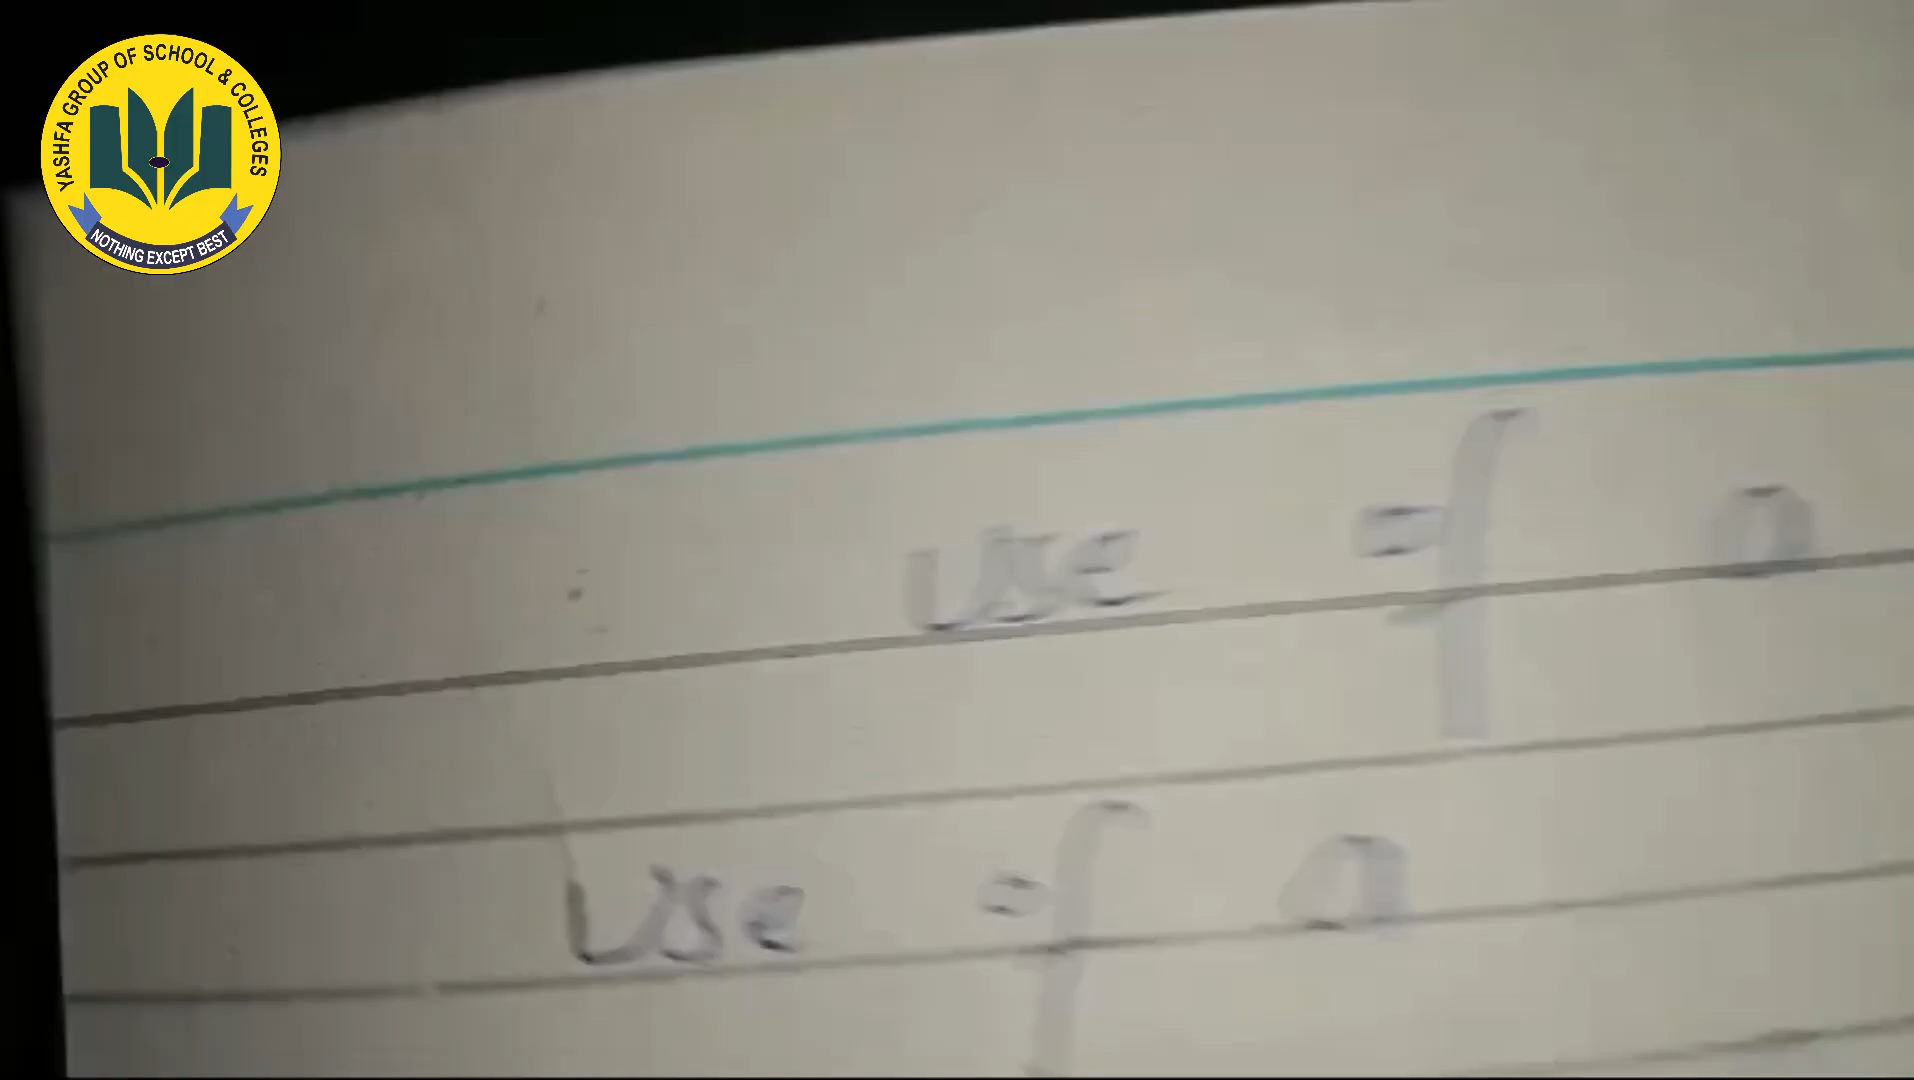 YASHFA GROUP OF SCHOOL & COLLEGES
NOTHING EXCEPT BEST
use of a
use of a